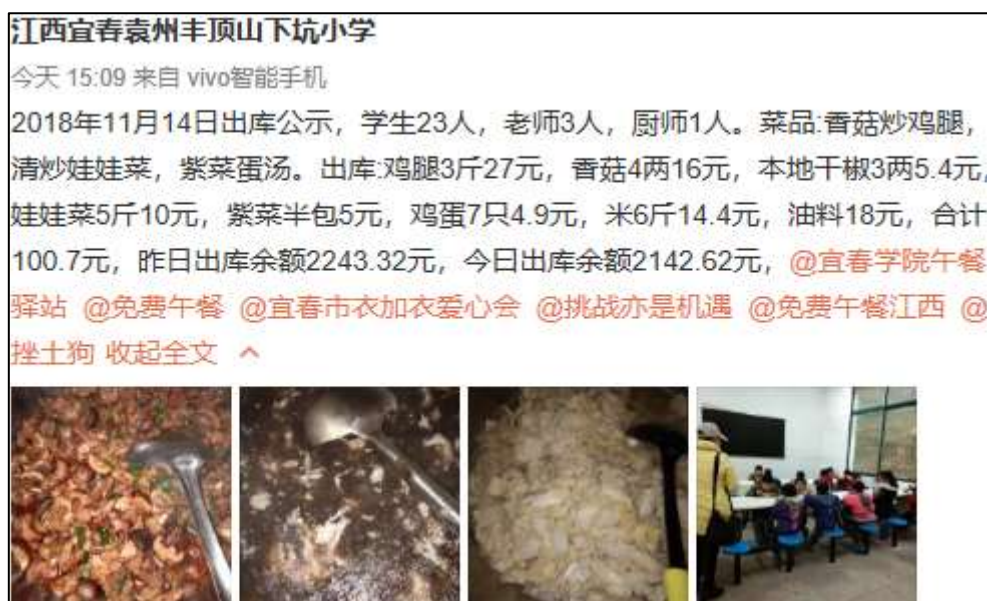 江西宜春袁州丰顶山下坑小学
今天 15:09 来自 vivo智能手机
2018年11月14日出库公示，学生23人，老师3人，厨师1人。菜品:香菇炒鸡腿，
清炒娃娃菜，紫菜蛋汤。出库:鸡腿3斤27元，香菇4两16元，本地干椒3两5.4元，
娃娃菜5斤10元，紫菜半包5元，鸡蛋7只4.9元，米6斤14.4元，油料18元，合计
100.7元，昨日出库余额2243.32元，今日出库余额2142.62元，@宜春学院午餐
驿站 @免费午餐 @宜春市衣加衣爱心会 @挑战亦是机遇 @免费午餐江西 @
挫土狗 收起全文